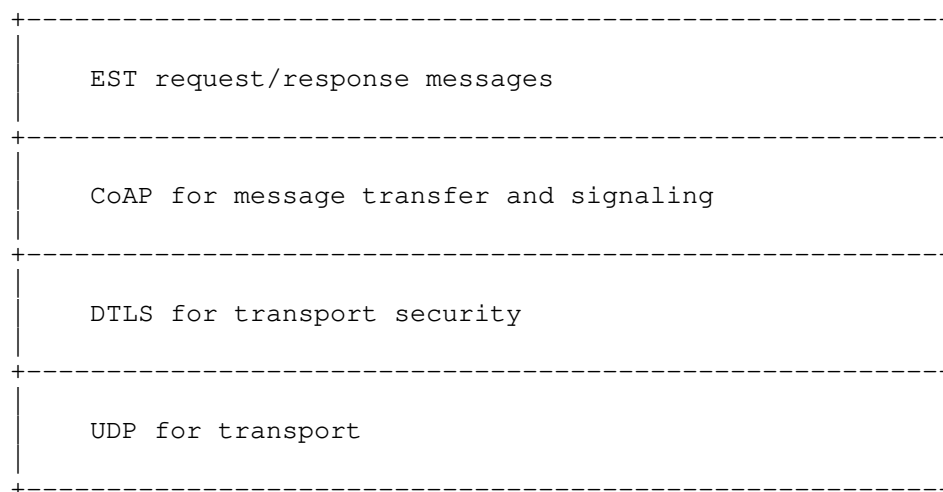 EST request/response messages
CoAP for message transfer and signaling
DTLS for transport security
UDP for transport